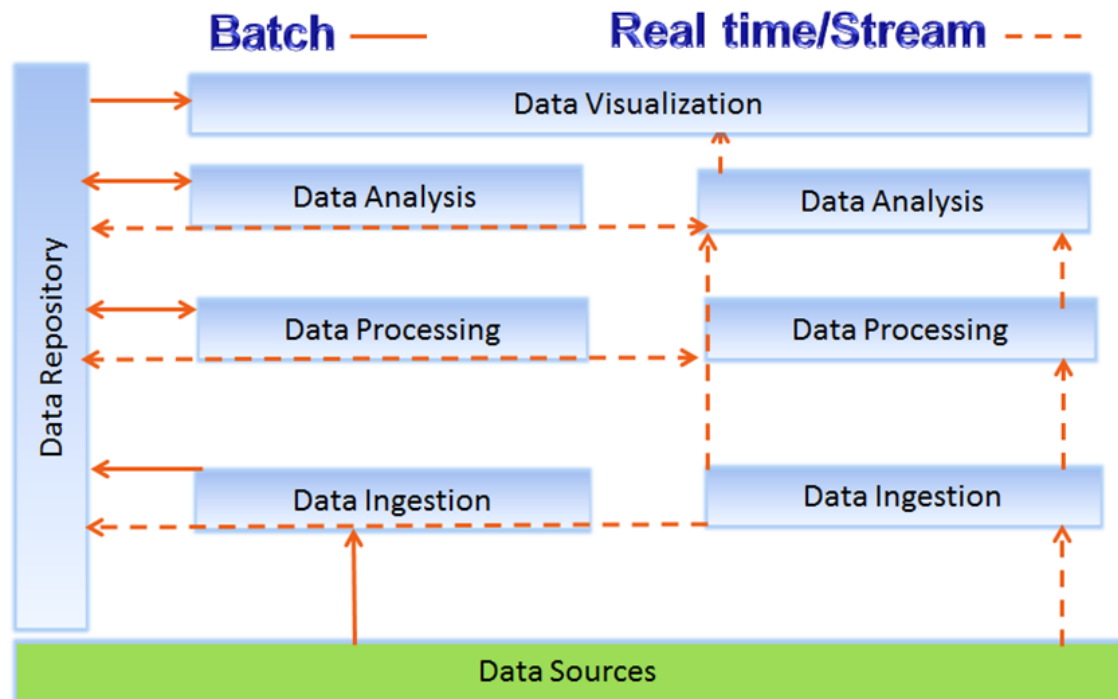 Batch
Real time/Stream
Data Repository
Data Visualization
Data Analysis
Data Analysis
Data Processing
Data Processing
Data Ingestion
Data Ingestion
Data Sources